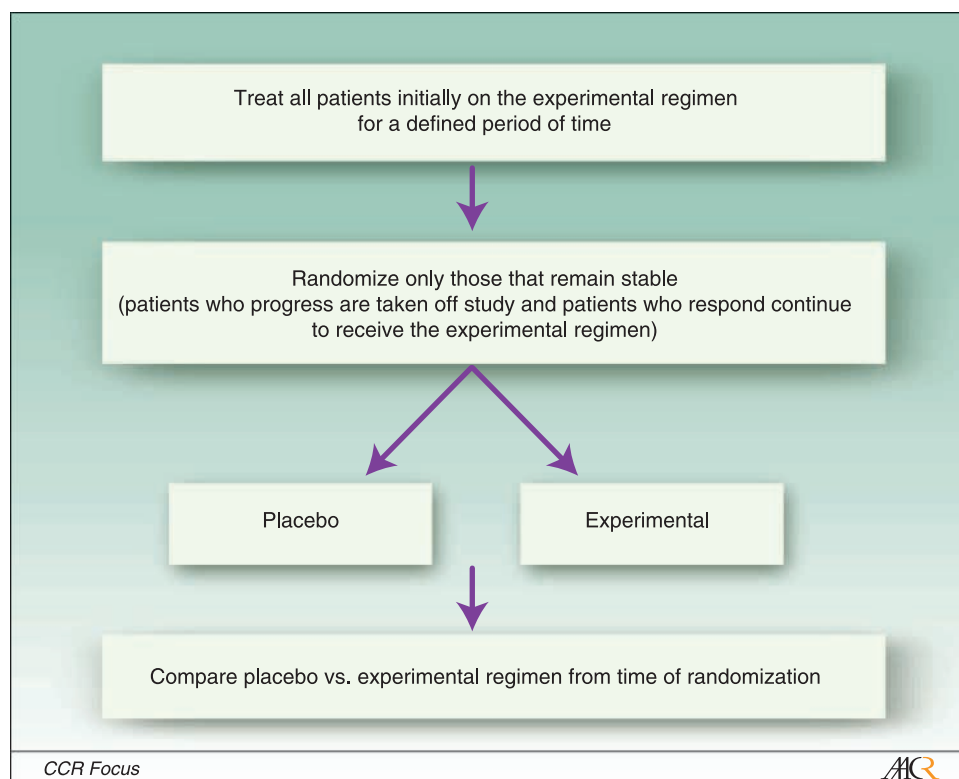 Treat all patients initially on the experimental regimen
for a defined period of time
Randomize only those that remain stable
(patients who progress are taken off study and patients who respond continue
to receive the experimental regimen)
Placebo
Experimental
Compare placebo vs. experimental regimen from time of randomization
CCR Focus
AACR